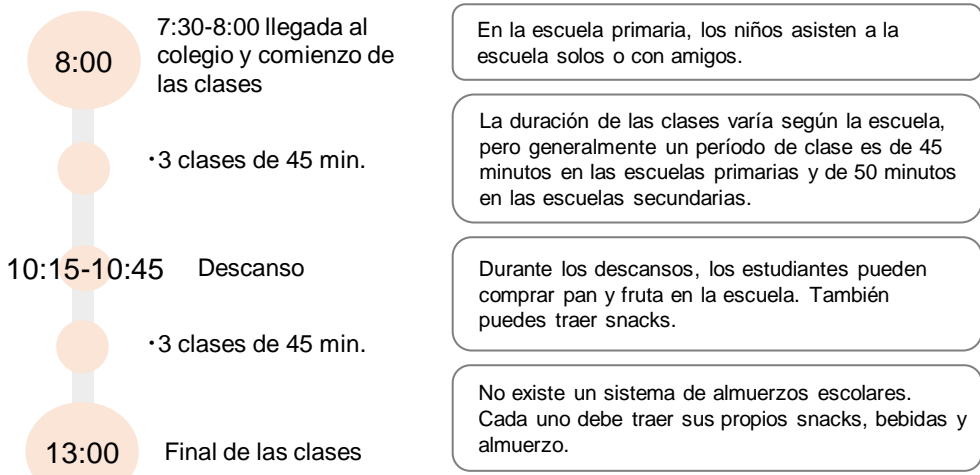 8:00
7:30-8:00 llegada al
colegio y comienzo de
las clases
En la escuela primaria, los niños asisten a la
escuela solos o con amigos.
・3 clases de 45 min.
La duración de las clases varía según la escuela,
pero generalmente un período de clase es de 45
minutos en las escuelas primarias y de 50 minutos
en las escuelas secundarias.
10:15-10:45 Descanso
Durante los descansos, los estudiantes pueden
comprar pan y fruta en la escuela. También
puedes traer snacks.
・3 clases de 45 min.
No existe un sistema de almuerzos escolares.
Cada uno debe traer sus propios snacks, bebidas y
almuerzo.
13:00 Final de las clases